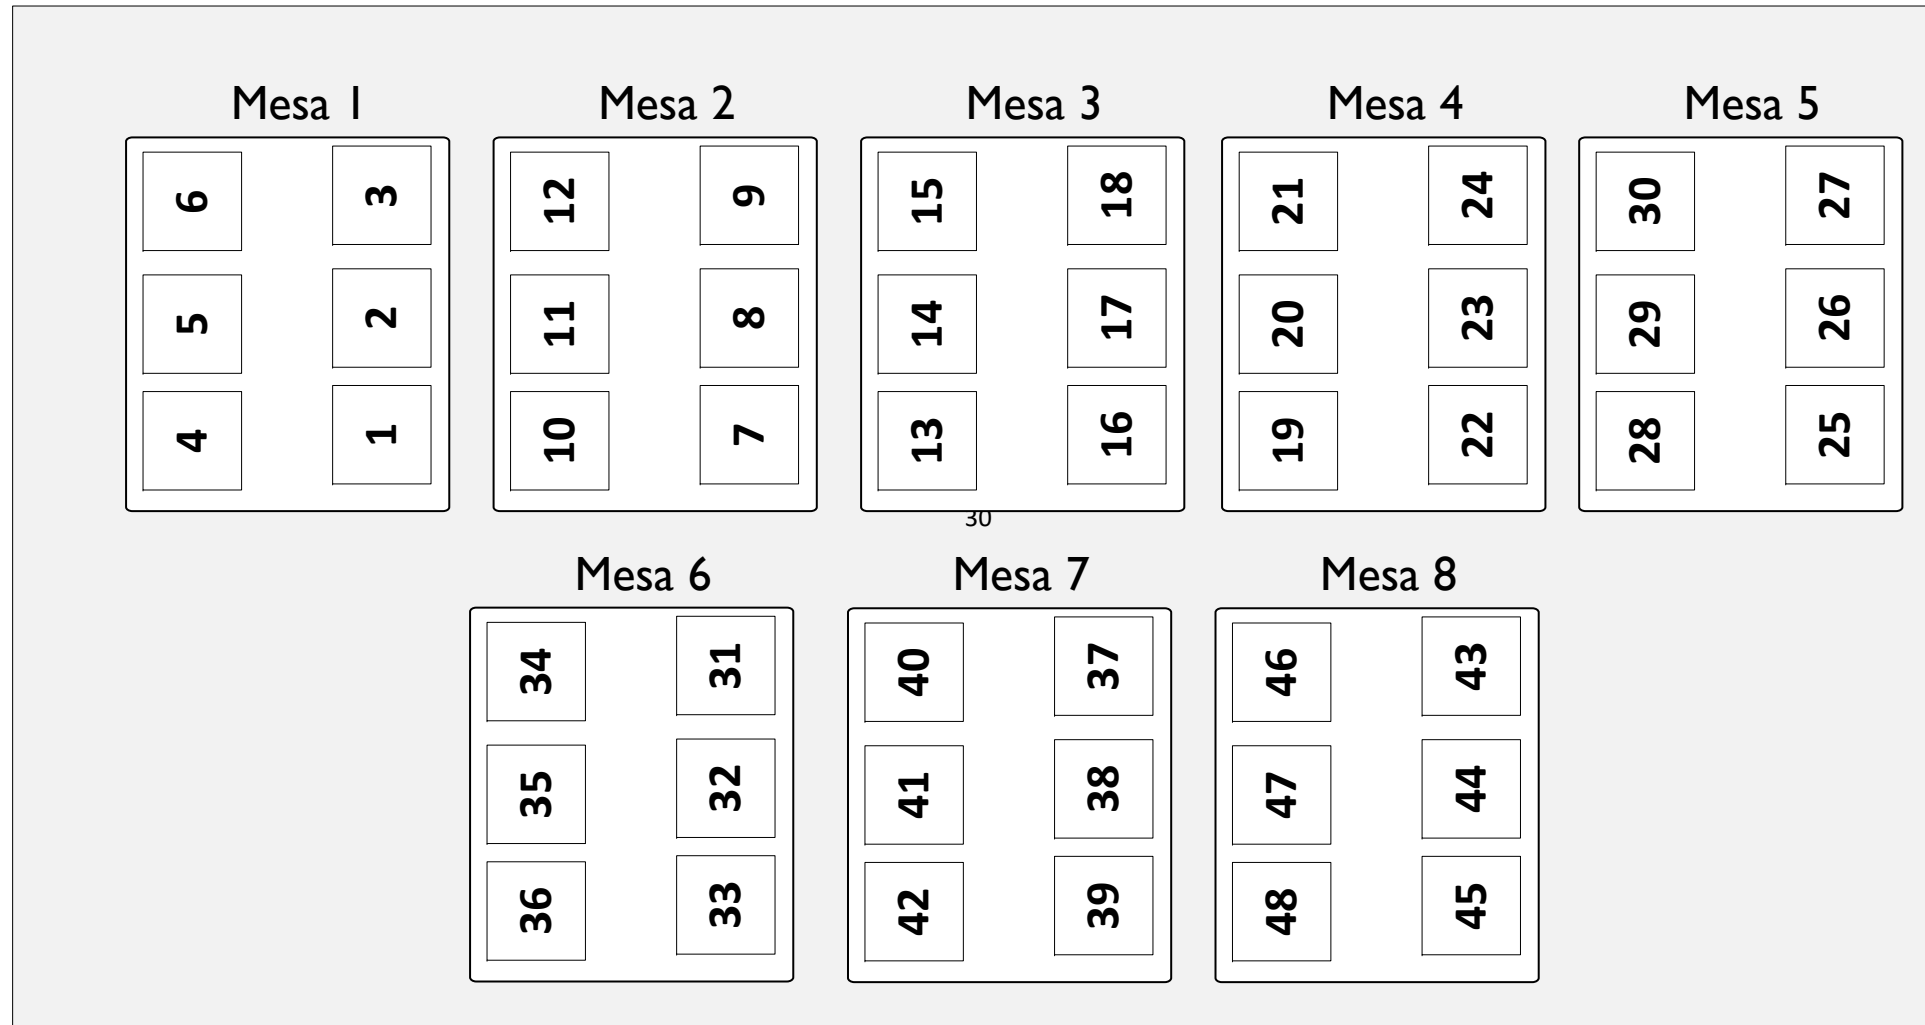 Mesa 1 Mesa 2 Mesa 3 Mesa 4 Mesa 5
6 3 12 9 15 18 21 24 30 27
5 2 11 8 14 17 20 23 29 26
4 1 10 7 13 16 19 22 28 25
30
Mesa 6 Mesa 7 Mesa 8
34 31 40 37 46 43
35 32 41 38 47 44
36 33 42 39 48 45